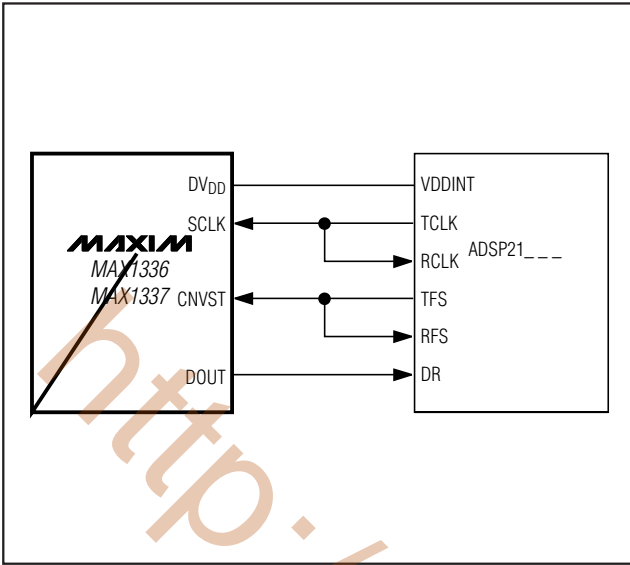 DVDD
SCLK
MAXIM
MAX1336
MAX1337
CNVST
DOUT
VDDINT
TCLK
RCLK
ADSP21_ _ _
TFS
RFS
DR
http:/